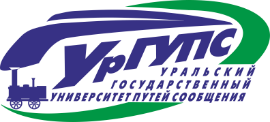 УрГУПС
УРАЛЬСКИЙ
ГОСУДАРСТВЕННЫЙ
УНИВЕРСИТЕТ ПУТЕЙ СООБЩЕНИЯ